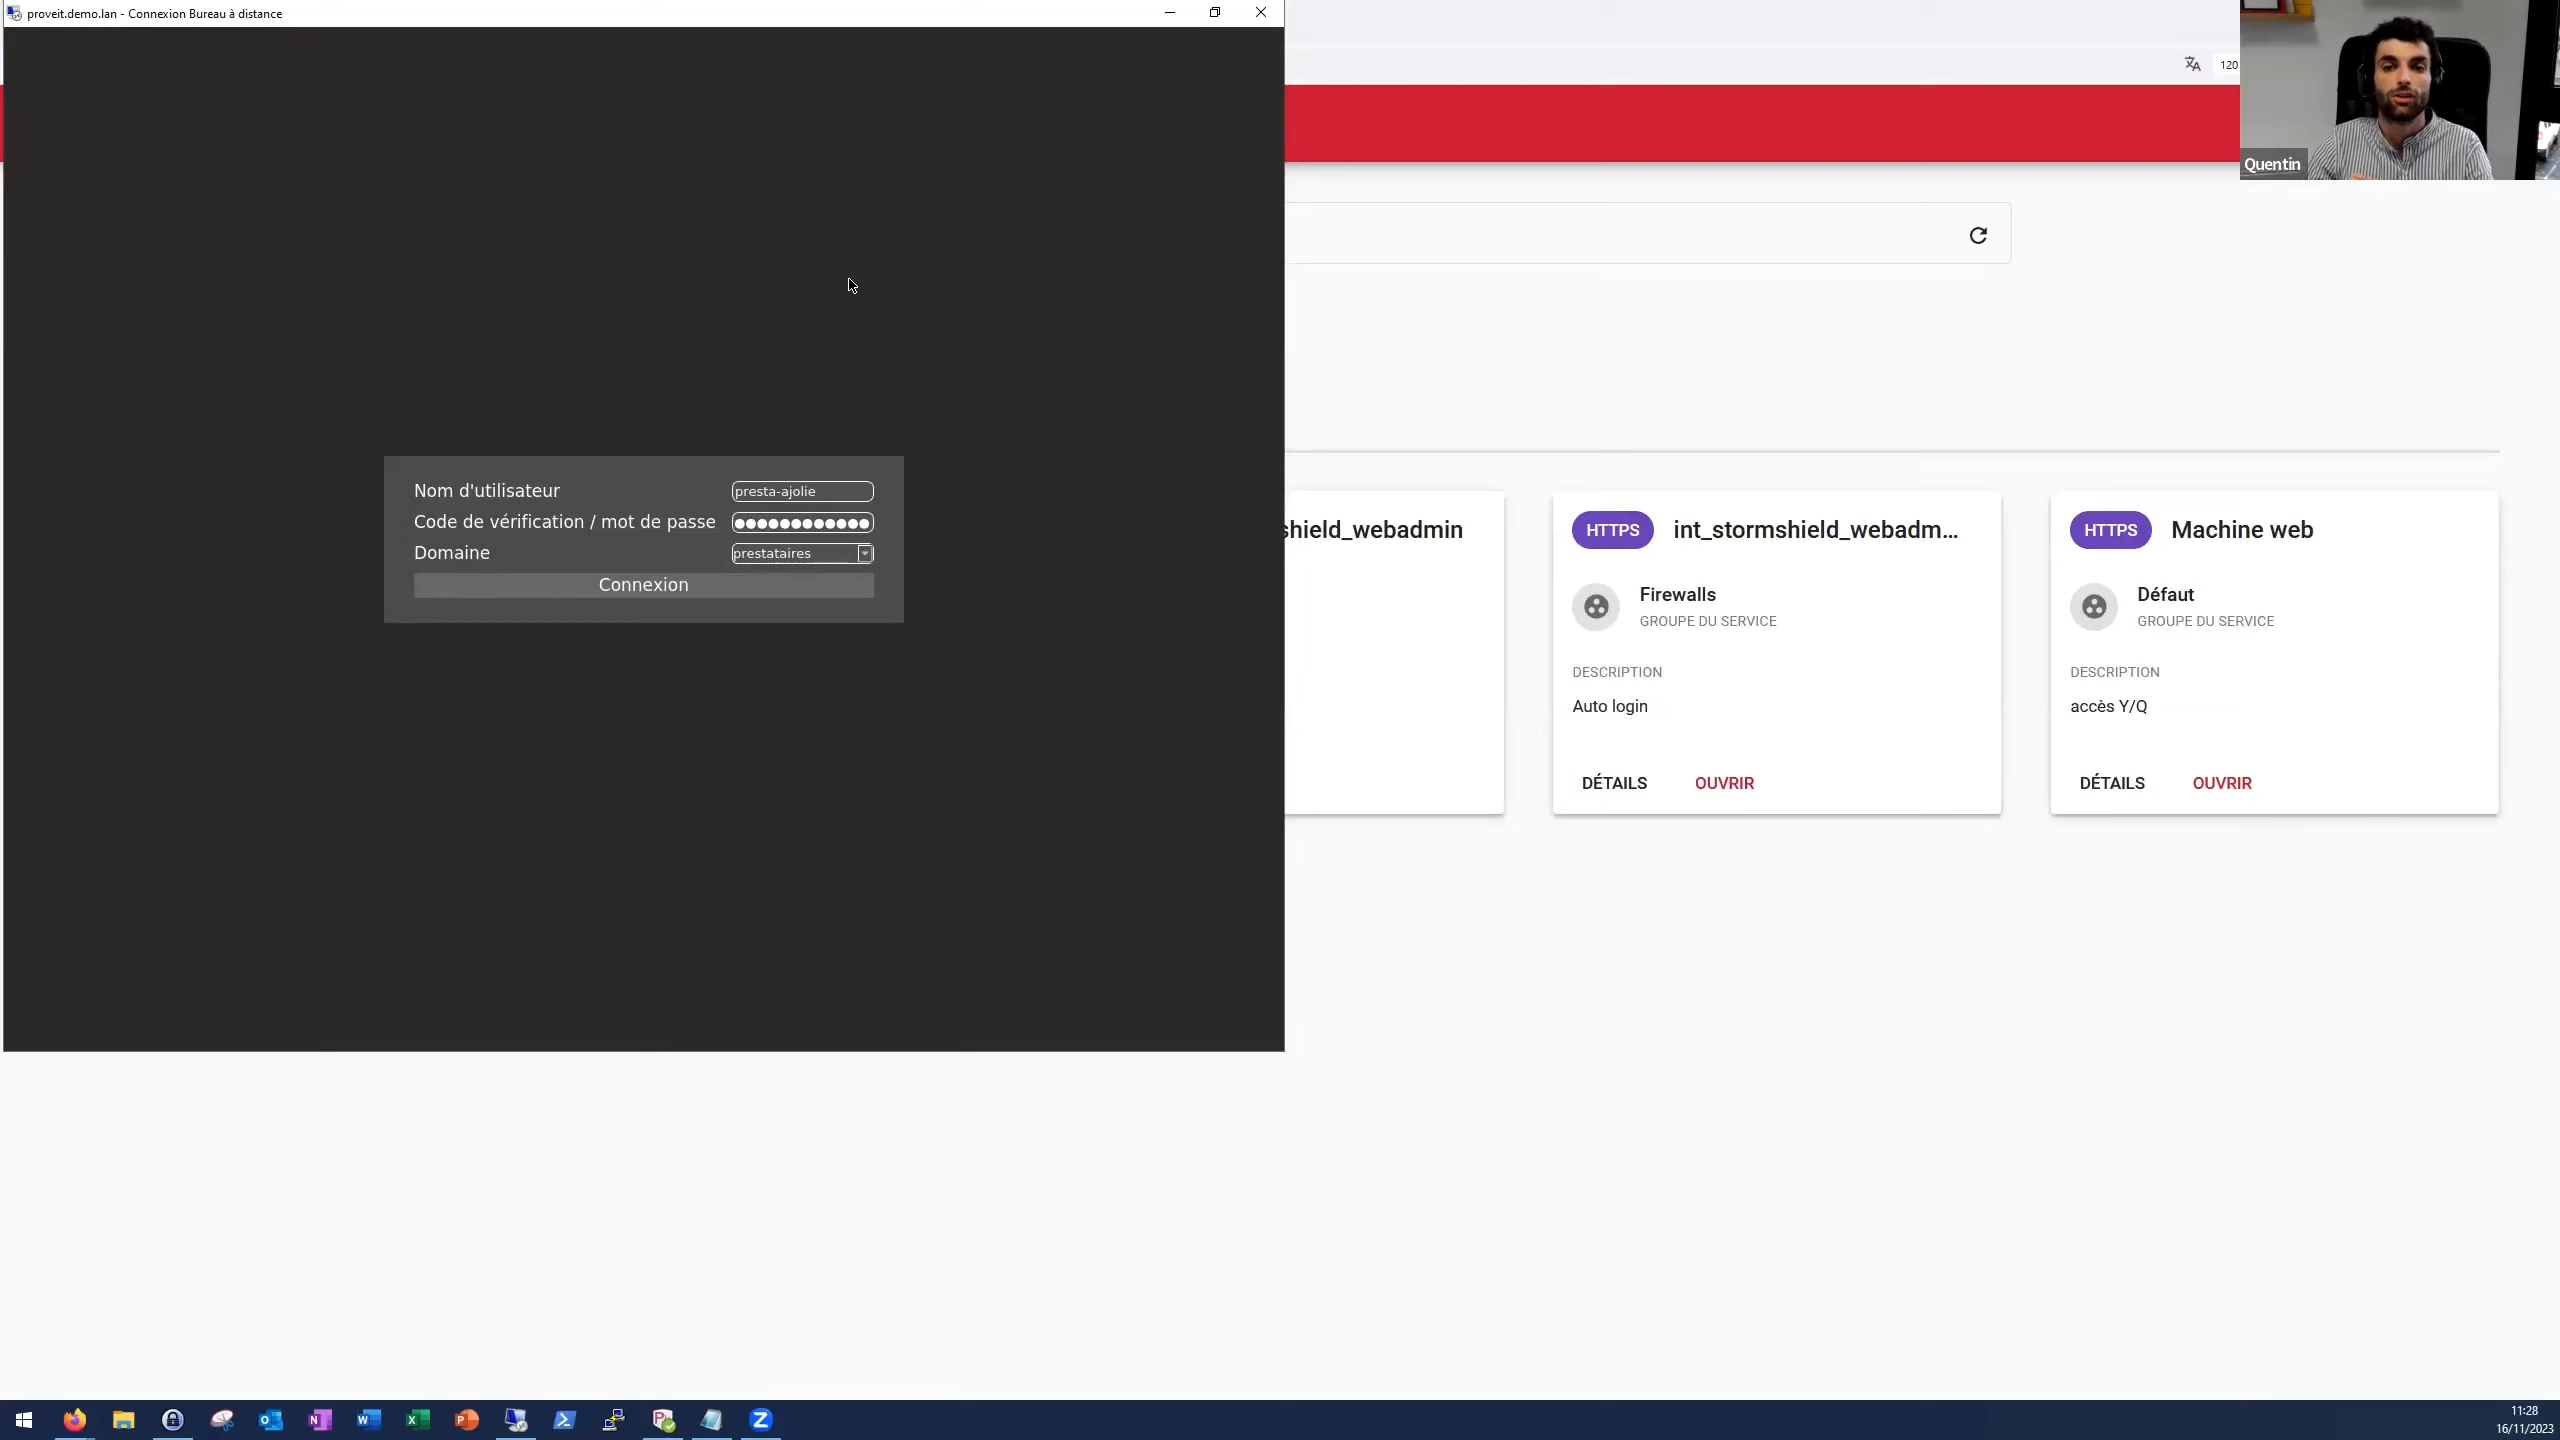 proveit.demo.lan - Connexion Bureau à distance
120
Quentin
Nom d'utilisateur
presta-ajolie
Code de vérification / mot de passe
Domaine
prestataires
Connexion
shield_webadmin
HTTPS
int_stormshield_webadm...
Firewalls
GROUPE DU SERVICE
DESCRIPTION
Auto login
DÉTAILS
OUVRIR
HTTPS
Machine web
Défaut
GROUPE DU SERVICE
DESCRIPTION
accès Y/Q
DÉTAILS
OUVRIR
11:28
16/11/2023